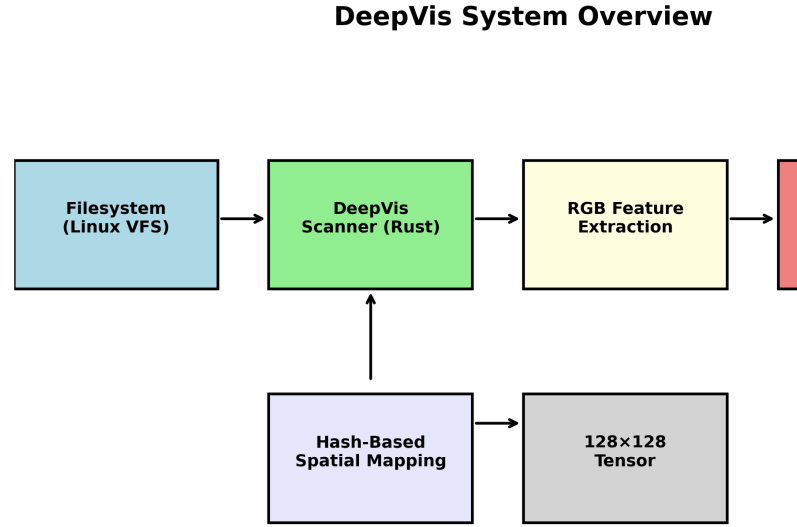 DeepVis System Overview
Filesystem
(Linux VFS)
DeepVis
Scanner (Rust)
RGB Feature
Extraction
Hash-Based
Spatial Mapping
128×128
Tensor